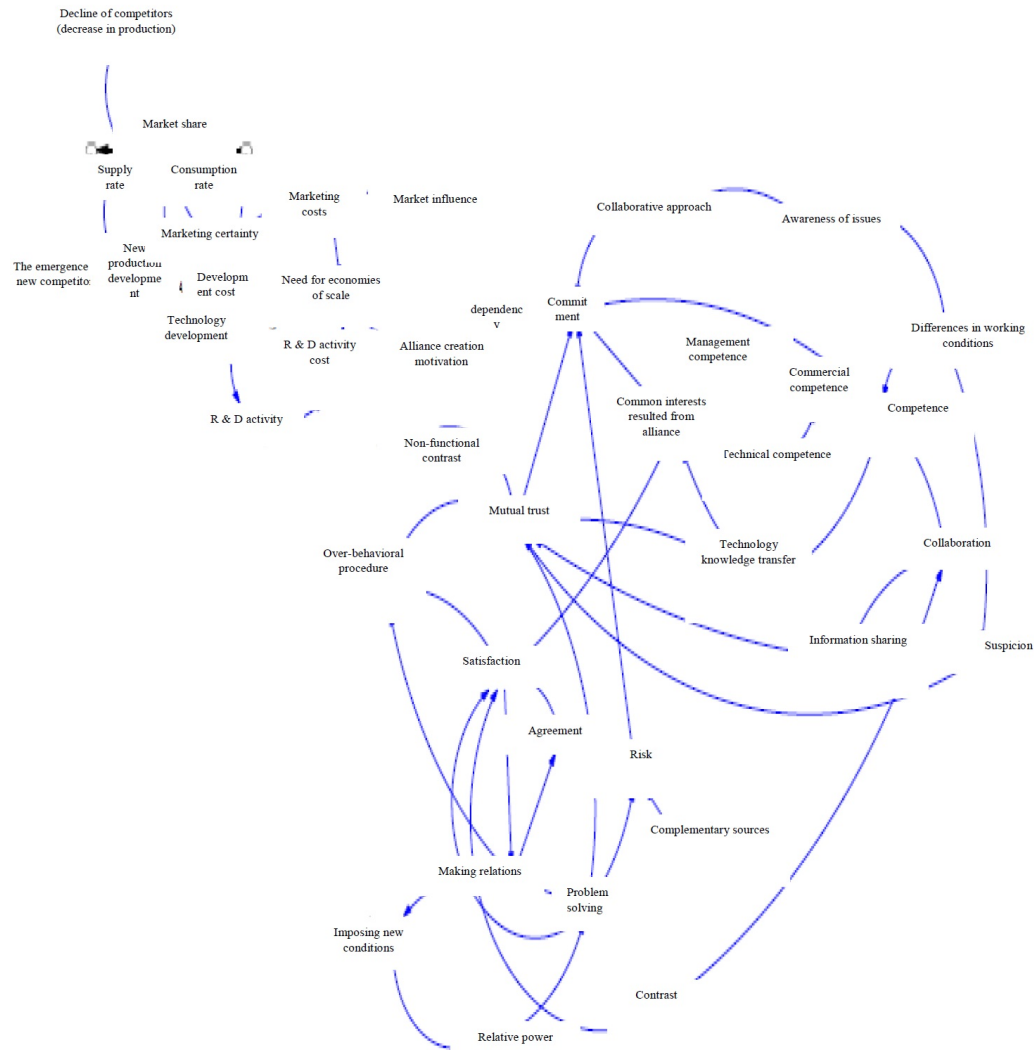 Decline of competitors
(decrease in production)
Market share
Supply
rate
Consumption
rate
Marketing
costs
Market influence
Collaborative approach
Awareness of issues
Marketing certainty
New
production
developme
nt
The emergence
new competito
Developm
ent cost
Need for economies
of scale
Technology
development
R & D activity
cost
Alliance creation
motivation
dependenc
y
Commit
ment
Management
competence
Differences in working
conditions
Commercial
competence
Common interests
resulted from
alliance
Competence
R & D activity
Non-functional
contrast
Technical competence
Mutual trust
Technology
knowledge transfer
Collaboration
Over-behavioral
procedure
Information sharing
Suspicion
Satisfaction
Agreement
Risk
Complementary sources
Making relations
Problem
solving
Imposing new
conditions
Contrast
Relative power